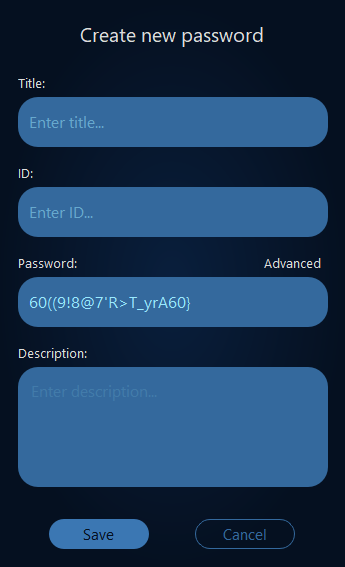 Create new password
Title:
Enter title...
ID:
Enter ID...
Password: Advanced
60((9!8@7'R>T_yrA60}
Description:
Enter description...
Save Cancel